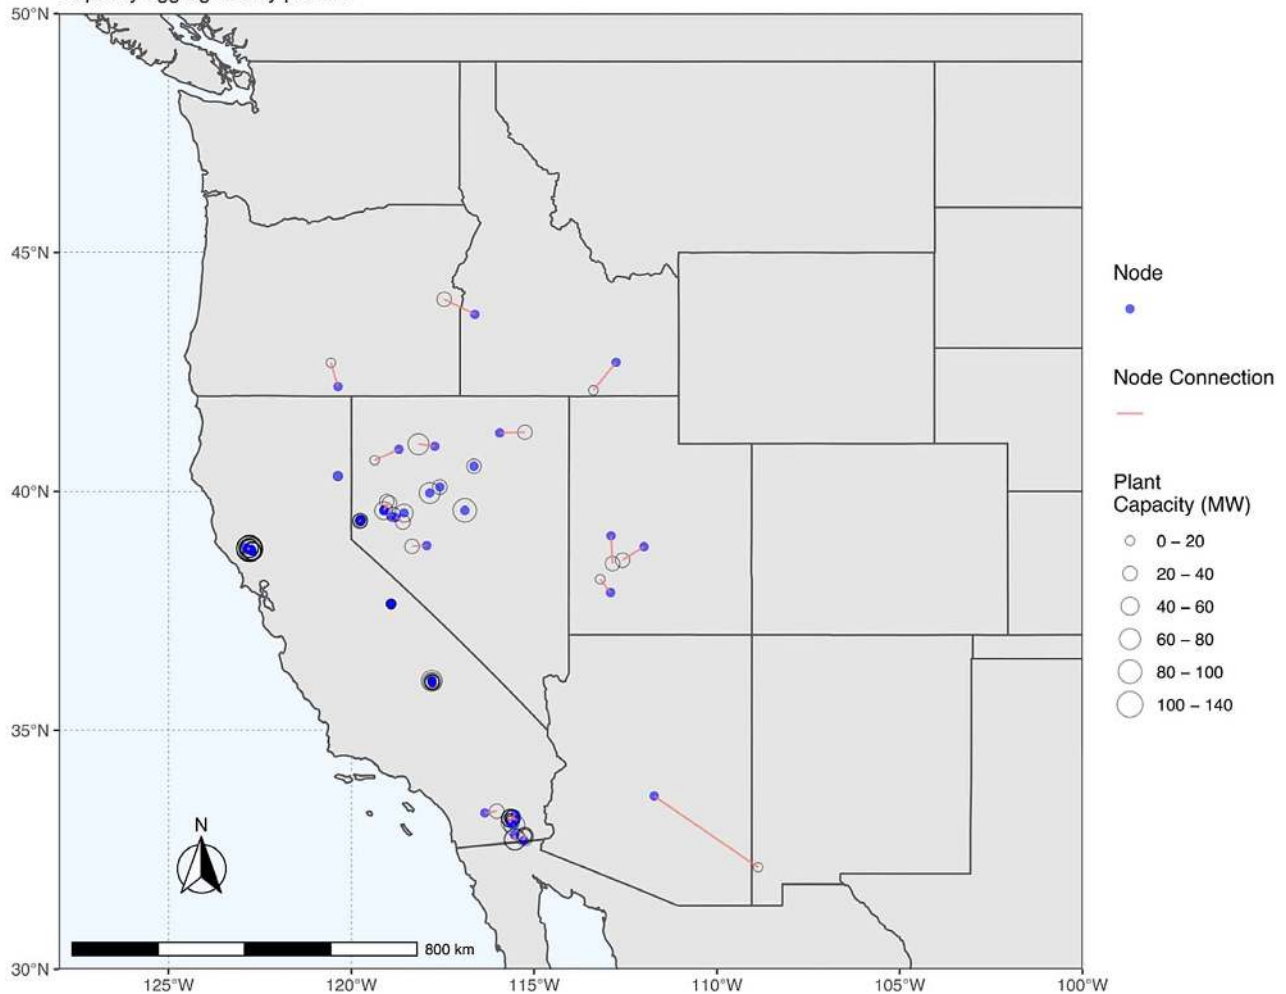 50°N
45°N
40°N
35°N
30°N
125°W
120°W
115°W
110°W
105°W
100°W
N
800 km
Node
Node Connection
Plant
Capacity (MW)
0 – 20
20 – 40
40 – 60
60 – 80
80 – 100
100 – 140